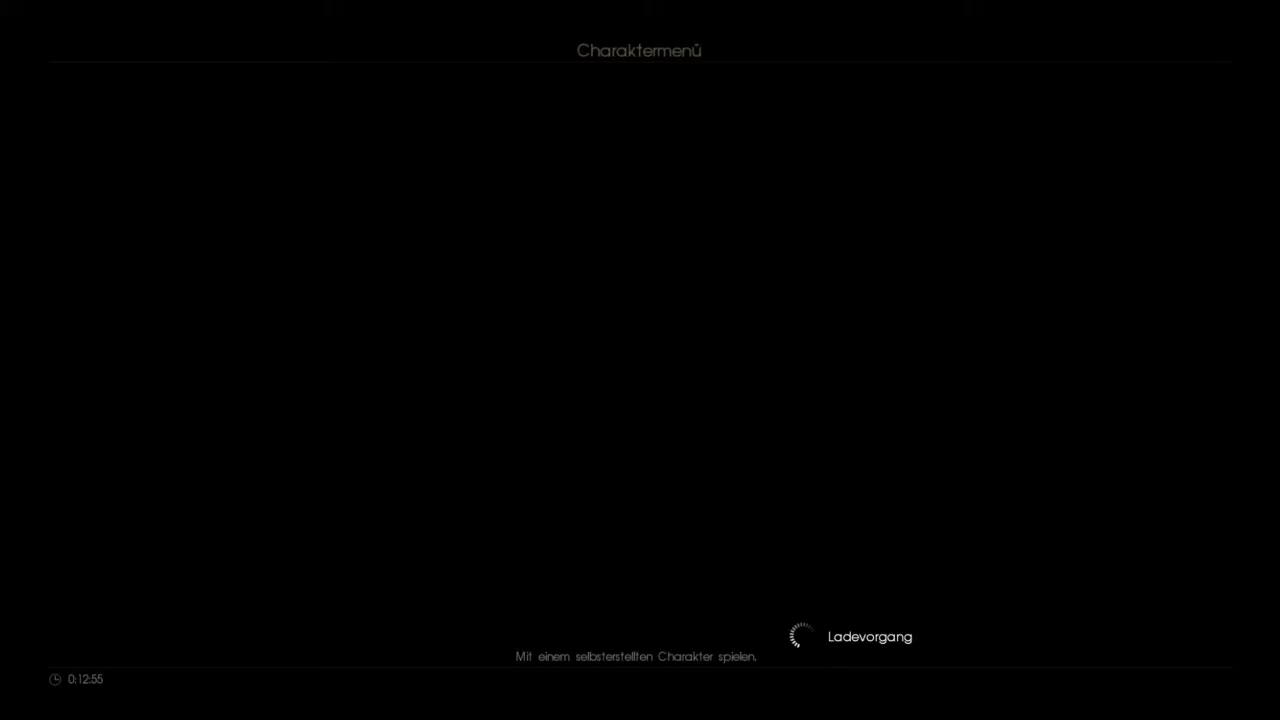 Charaktermenü
Ladevorgang
Mit einem selbsterstellten Charakter spielen.
0:12:55